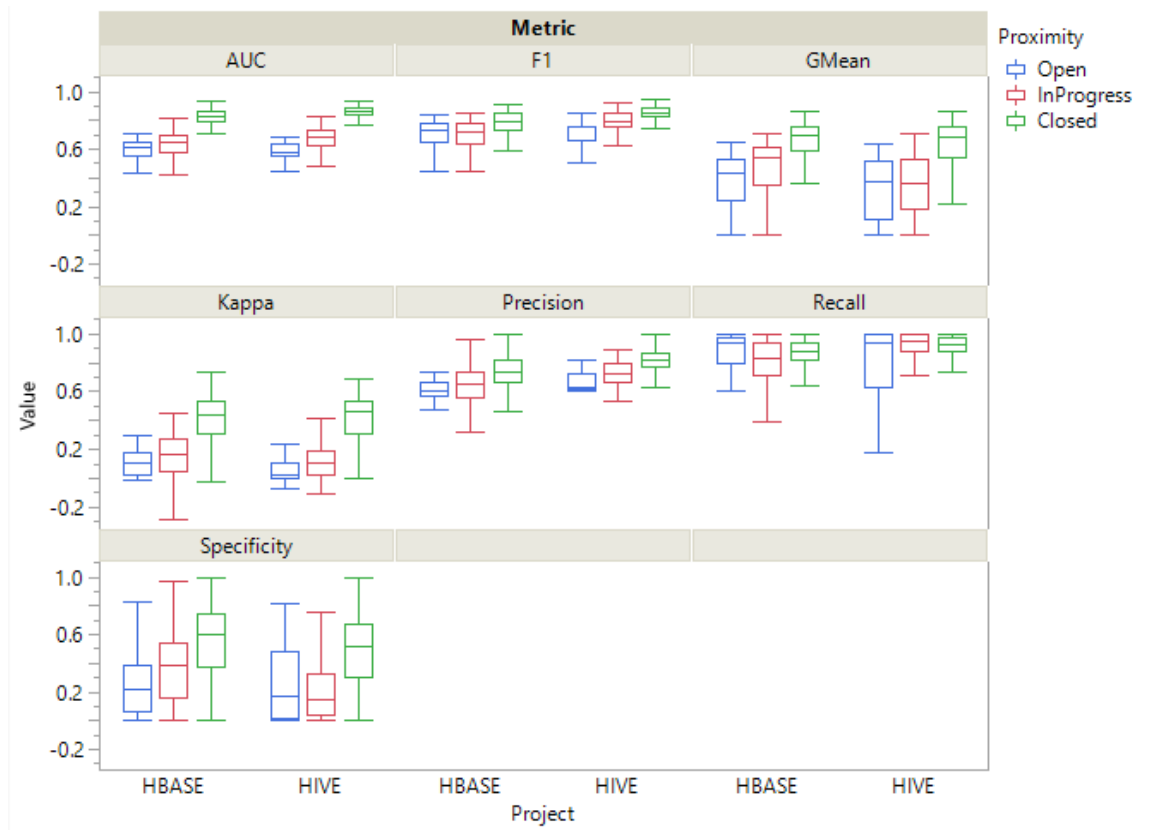 Metric
AUC F1 GMean
Proximity
Open
InProgress
Closed
1.0
0.6
0.2
-0.2
Kappa Precision Recall
1.0
0.6
0.2
-0.2
Value
Specificity
1.0
0.6
0.2
-0.2
HBASE HIVE HBASE HIVE HBASE HIVE
Project